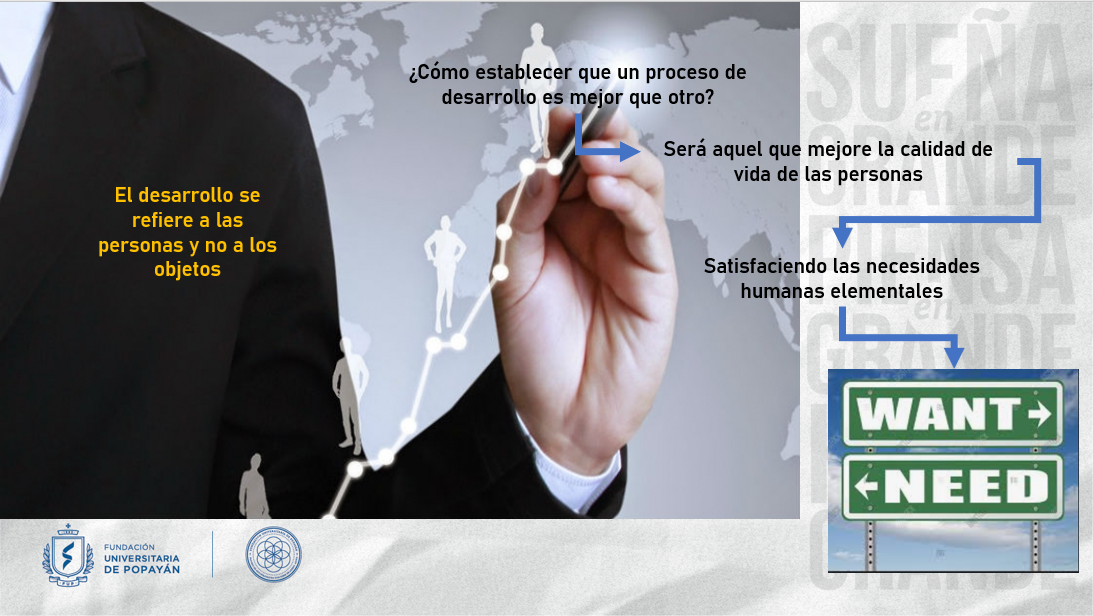 ¿Cómo establecer que un proceso de
desarrollo es mejor que otro?
Será aquel que mejore la calidad de
vida de las personas
El desarrollo se
refiere a las
personas y no a los
objetos
Satisfaciendo las necesidades
humanas elementales
WANT
NEED
SUEÑA
en
GRANDE
PIENSA
en
GRANDE
FUNDACIÓN
UNIVERSITARIA
DE POPAYÁN